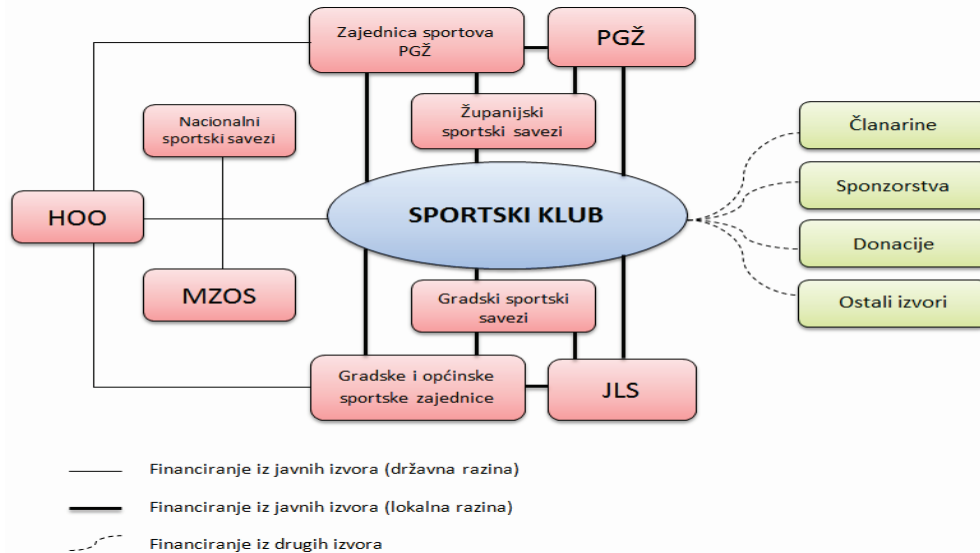 Zajednica sportova
PGŽ
PGŽ
Nacionalni
sportski savezi
Županijski
sportski savezi
Članarine
HOO
SPORTSKI KLUB
Sponzorstva
Donacije
MZOS
Gradski sportski
savezi
Ostali izvori
Gradske i općinske
sportske zajednice
JLS
Financiranje iz javnih izvora (državna razina)
Financiranje iz javnih izvora (lokalna razina)
Financiranje iz drugih izvora